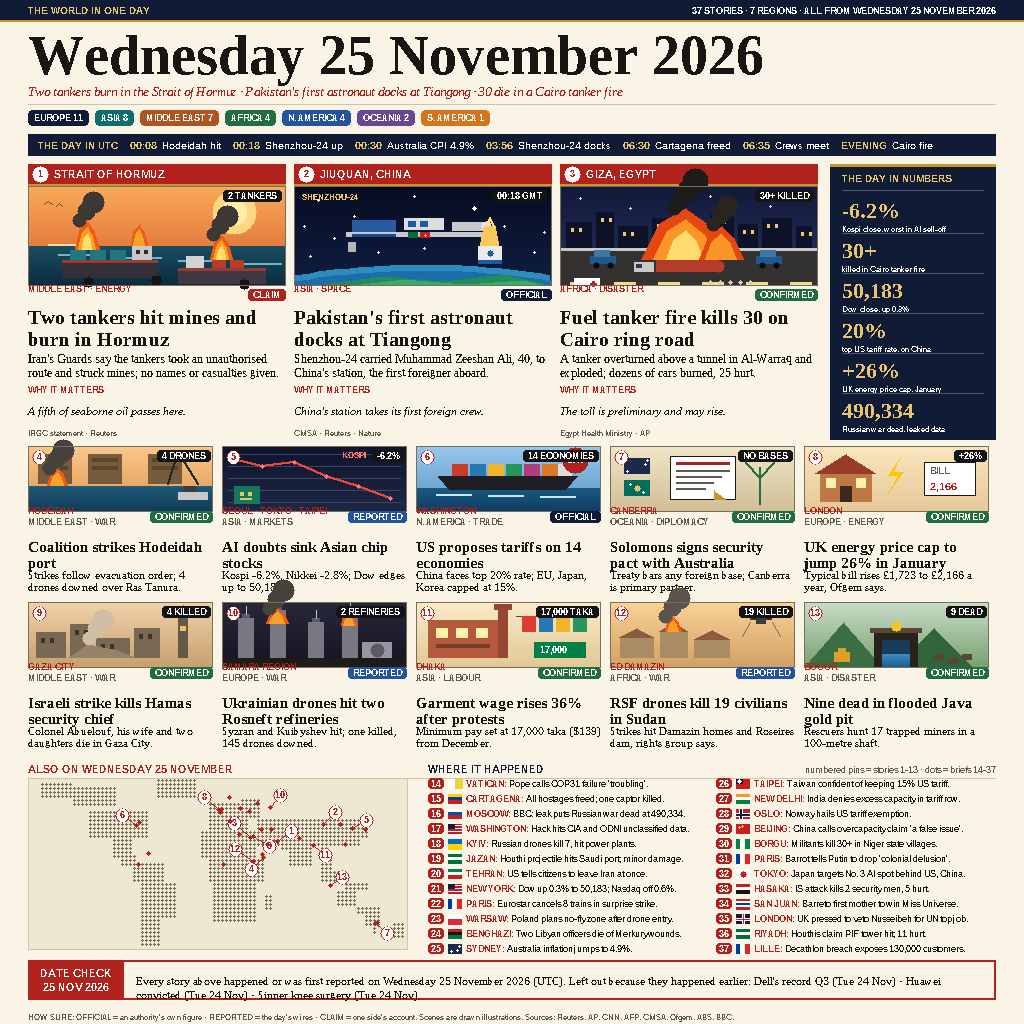 THE WORLD IN ONE DAY
37 STORIES · 7 REGIONS · ALL FROM WEDNESDAY 25 NOVEMBER 2026
Wednesday 25 November 2026
Two tankers burn in the Strait of Hormuz · Pakistan's first astronaut docks at Tiangong · 30 die in a Cairo tanker fire
EUROPE 11 ASIA 8 MIDDLE EAST 7 AFRICA 4 N.AMERICA 4 OCEANIA 2 S.AMERICA 1
THE DAY IN UTC 00:08 Hodeidah hit 00:18 Shenzhou-24 up 00:30 Australia CPI 4.9% 03:56 Shenzhou-24 docks 06:30 Cartagena freed 06:35 Crews meet EVENING Cairo fire
1 STRAIT OF HORMUZ
2 TANKERS
MIDDLE EAST · ENERGY
CLAIM
Two tankers hit mines and
burn in Hormuz
Iran's Guards say the tankers took an unauthorised
route and struck mines; no names or casualties given.
WHY IT MATTERS
A fifth of seaborne oil passes here.
IRGC statement · Reuters
2 JIUQUAN, CHINA
SHENZHOU-24
00:18 GMT
ASIA · SPACE
OFFICIAL
Pakistan's first astronaut
docks at Tiangong
Shenzhou-24 carried Muhammad Zeeshan Ali, 40, to
China's station, the first foreigner aboard.
WHY IT MATTERS
China's station takes its first foreign crew.
CMSA · Reuters · Nature
3 GIZA, EGYPT
30+ KILLED
AFRICA · DISASTER
CONFIRMED
Fuel tanker fire kills 30 on
Cairo ring road
A tanker overturned above a tunnel in Al-Warraq and
exploded; dozens of cars burned, 25 hurt.
WHY IT MATTERS
The toll is preliminary and may rise.
Egypt Health Ministry · AP
THE DAY IN NUMBERS
-6.2%
Kospi close, worst in AI sell-off
30+
killed in Cairo tanker fire
50,183
Dow close, up 0.3%
20%
top US tariff rate, on China
+26%
UK energy price cap, January
490,334
Russian war dead, leaked data
4
4 DRONES
HODEIDAH
MIDDLE EAST · WAR
CONFIRMED
Coalition strikes Hodeidah
port
Strikes follow evacuation order; 4
drones downed over Ras Tanura.
5
KOSPI -6.2%
SEOUL · TOKYO · TAIPEI
ASIA · MARKETS
REPORTED
AI doubts sink Asian chip
stocks
Kospi -6.2%, Nikkei -2.8%; Dow edges
up to 50,183.
6
14 ECONOMIES
WASHINGTON
N.AMERICA · TRADE
OFFICIAL
US proposes tariffs on 14
economies
China faces top 20% rate; EU, Japan,
Korea capped at 15%.
7
NO BASES
CANBERRA
OCEANIA · DIPLOMACY
CONFIRMED
Solomons signs security
pact with Australia
Treaty bars any foreign base; Canberra
is primary partner.
8
+26%
BILL
2,166
LONDON
EUROPE · ENERGY
CONFIRMED
UK energy price cap to
jump 26% in January
Typical bill rises £1,723 to £2,166 a
year, Ofgem says.
9
4 KILLED
GAZA CITY
MIDDLE EAST · WAR
CONFIRMED
Israeli strike kills Hamas
security chief
Colonel Abuelouf, his wife and two
daughters die in Gaza City.
10
2 REFINERIES
SAMARA REGION
EUROPE · WAR
REPORTED
Ukrainian drones hit two
Rosneft refineries
Syzran and Kuibyshev hit; one killed,
145 drones downed.
11
17,000 TAKA
17,000
DHAKA
ASIA · LABOUR
CONFIRMED
Garment wage rises 36%
after protests
Minimum pay set at 17,000 taka ($139)
from December.
12
19 KILLED
ED DAMAZIN
AFRICA · WAR
REPORTED
RSF drones kill 19 civilians
in Sudan
Strikes hit Damazin homes and Roseires
dam, rights group says.
13
9 DEAD
BOGOR
ASIA · DISASTER
CONFIRMED
Nine dead in flooded Java
gold pit
Rescuers hunt 17 trapped miners in a
100-metre shaft.
ALSO ON WEDNESDAY 25 NOVEMBER
WHERE IT HAPPENED
numbered pins = stories 1-13 · dots = briefs 14-37
6 8 10 3 2 5 1 9 12 4 11 13 7
14 VATICAN: Pope calls COP31 failure 'troubling'.
15 CARTAGENA: All hostages freed; one captor killed.
16 MOSCOW: BBC leak puts Russian war dead at 490,334.
17 WASHINGTON: Hack hits CIA and ODNI unclassified data.
18 KYIV: Russian drones kill 7, hit power plants.
19 JAZAN: Houthi projectile hits Saudi port; minor damage.
20 TEHRAN: US tells citizens to leave Iran at once.
21 NEW YORK: Dow up 0.3% to 50,183; Nasdaq off 0.6%.
22 PARIS: Eurostar cancels 8 trains in surprise strike.
23 WARSAW: Poland plans no-fly zone after drone entry.
24 BENGHAZI: Two Libyan officers die of Mercury wounds.
25 SYDNEY: Australia inflation jumps to 4.9%.
26 TAIPEI: Taiwan confident of keeping 15% US tariff.
27 NEW DELHI: India denies excess capacity in tariff row.
28 OSLO: Norway hails US tariff exemption.
29 BEIJING: China calls overcapacity claim 'a false issue'.
30 BORGU: Militants kill 30+ in Niger state villages.
31 PARIS: Barrot tells Putin to drop 'colonial delusion'.
32 TOKYO: Japan targets No. 3 AI spot behind US, China.
33 HASAKA: IS attack kills 2 security men, 5 hurt.
34 SAN JUAN: Barreto first mother to win Miss Universe.
35 LONDON: UK pressed to veto Nusseibeh for UN top job.
36 RIYADH: Houthis claim PIF tower hit; 11 hurt.
37 LILLE: Decathlon breach exposes 130,000 customers.
DATE CHECK
25 NOV 2026
Every story above happened or was first reported on Wednesday 25 November 2026 (UTC). Left out because they happened earlier: Dell's record Q3 (Tue 24 Nov) · Huawei
convicted (Tue 24 Nov) · Sinner knee surgery (Tue 24 Nov)
HOW SURE: OFFICIAL = an authority's own figure · REPORTED = the day's wires · CLAIM = one side's account. Scenes are drawn illustrations. Sources: Reuters, AP, CNN, AFP, CMSA, Ofgem, ABS, BBC.